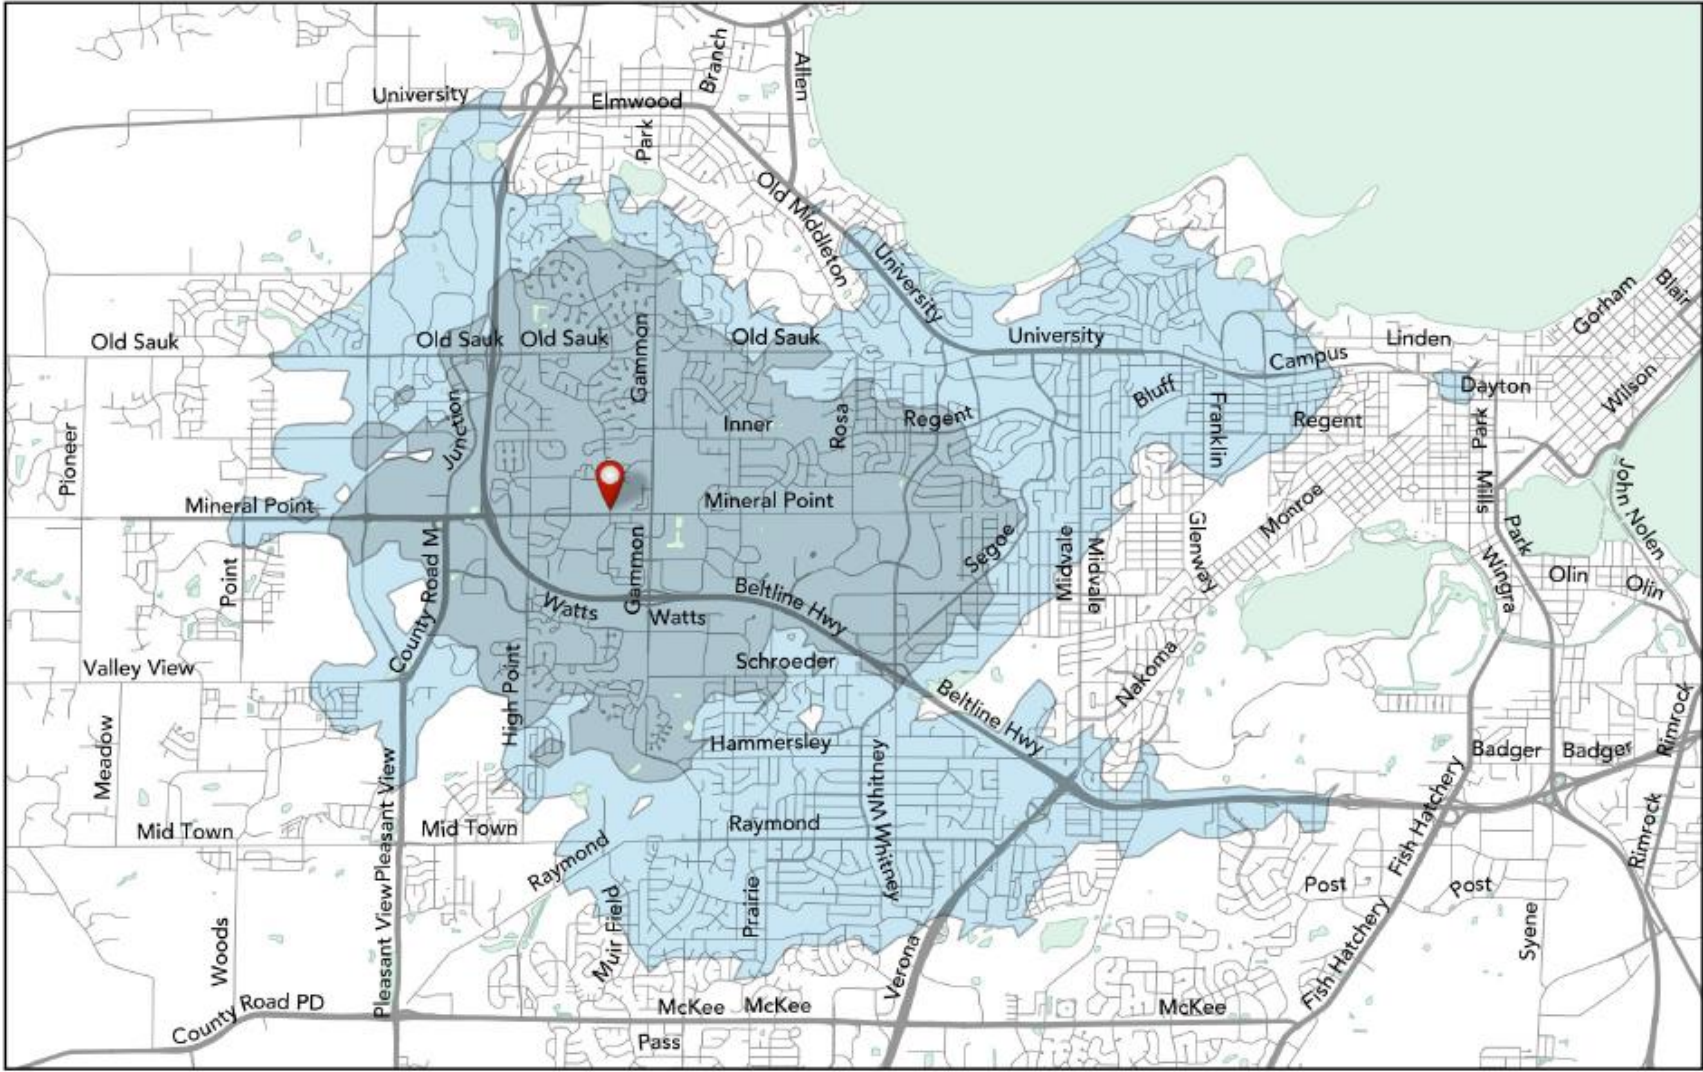 Branch
Allen
University
Elmwood
Park
Old Middleton
University
Gorham
Blair
Old Sauk
Old Sauk
Old Sauk
Gammon
Old Sauk
University
Linden
Campus
Dayton
Wilson
Bluff
Franklin
Junction
Inner
Rosa
Regent
Regent
Park
Pioneer
Mineral Point
Mineral Point
Mills
John Nolen
Monroe
Glenway
Segoe
Midvale
Midvale
Park
Wingra
Olin
Olin
Point
County Road M
Gammon
Watts
Watts
Beltline Hwy
Valley View
High Point
Schroeder
Nakoma
Beltline Hwy
Meadow
Hammersley
Whitney
Badger
Badger
Rimrock
Pleasant View
Pleasant View
Mid Town
Mid Town
Raymond
Raymond
Whitney
Fish Hatchery
Rimrock
Post
Post
Woods
Muir Field
Prairie
Verona
Syene
Fish Hatchery
County Road PD
McKee
McKee
McKee
Pass